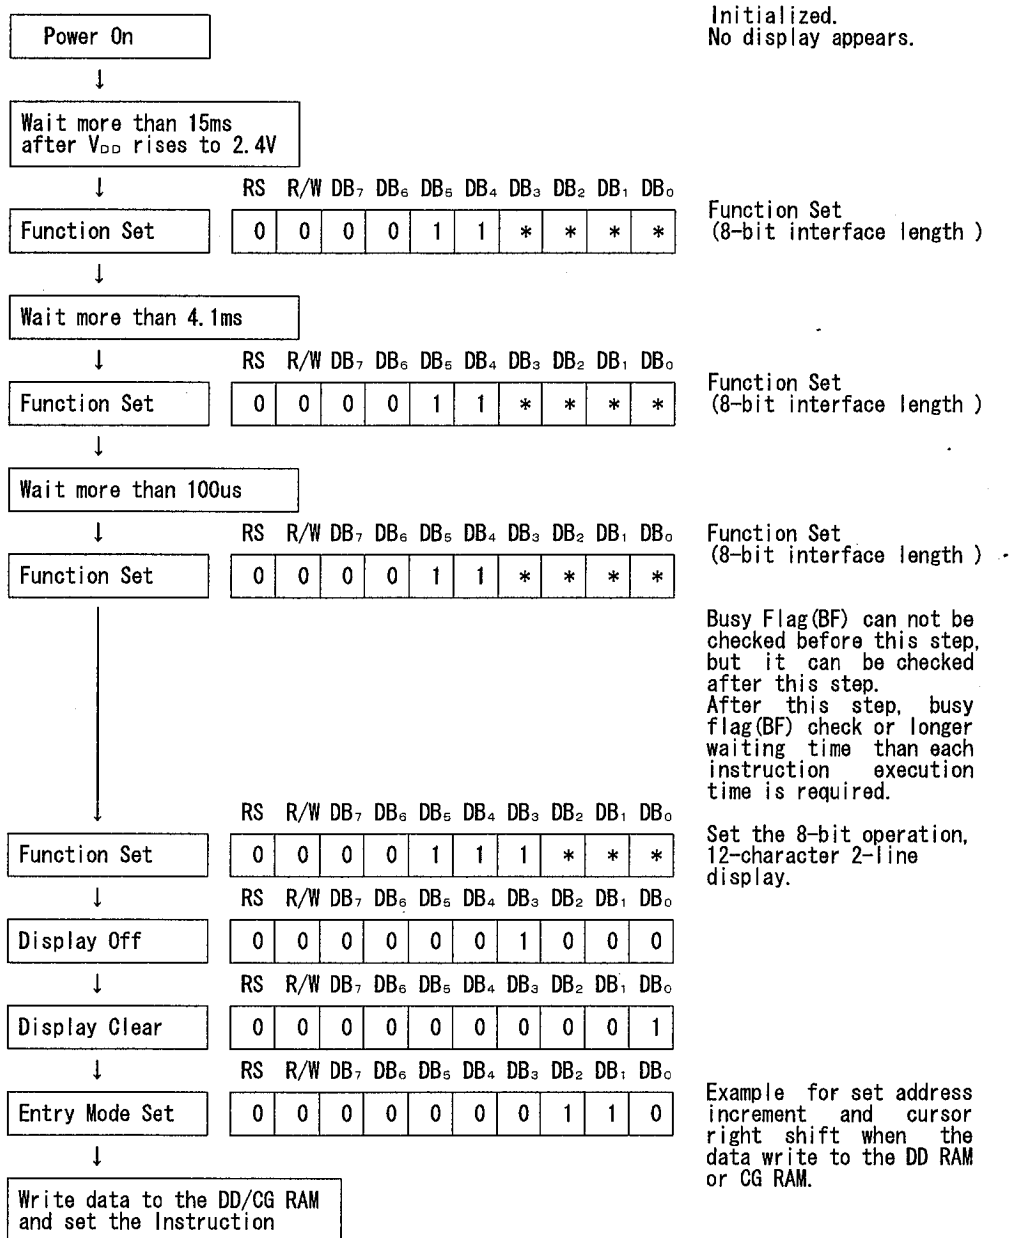 Initialized.
Power On
No display appears.
↓
Wait more than 15ms
after VDD rises to 2.4V
↓ RS R/W DB₇ DB₆ DB₅ DB₄ DB₃ DB₂ DB₁ DB₀
Function Set 0 0 0 0 1 1 * * * *
Function Set
(8-bit interface length )
↓
Wait more than 4.1ms
↓ RS R/W DB₇ DB₆ DB₅ DB₄ DB₃ DB₂ DB₁ DB₀
Function Set 0 0 0 0 1 1 * * * *
Function Set
(8-bit interface length )
↓
Wait more than 100us
↓ RS R/W DB₇ DB₆ DB₅ DB₄ DB₃ DB₂ DB₁ DB₀
Function Set 0 0 0 0 1 1 * * * *
Function Set
(8-bit interface length )
Busy Flag(BF) can not be
checked before this step,
but it can be checked
after this step.
After this step, busy
flag(BF) check or longer
waiting time than each
instruction execution
time is required.
↓ RS R/W DB₇ DB₆ DB₅ DB₄ DB₃ DB₂ DB₁ DB₀
Function Set 0 0 0 0 1 1 1 * * *
Set the 8-bit operation,
12-character 2-line
display.
↓ RS R/W DB₇ DB₆ DB₅ DB₄ DB₃ DB₂ DB₁ DB₀
Display Off 0 0 0 0 0 0 1 0 0 0
↓ RS R/W DB₇ DB₆ DB₅ DB₄ DB₃ DB₂ DB₁ DB₀
Display Clear 0 0 0 0 0 0 0 0 0 1
↓ RS R/W DB₇ DB₆ DB₅ DB₄ DB₃ DB₂ DB₁ DB₀
Entry Mode Set 0 0 0 0 0 0 0 1 1 0
Example for set address
increment and cursor
right shift when the
data write to the DD RAM
or CG RAM.
↓
Write data to the DD/CG RAM
and set the Instruction